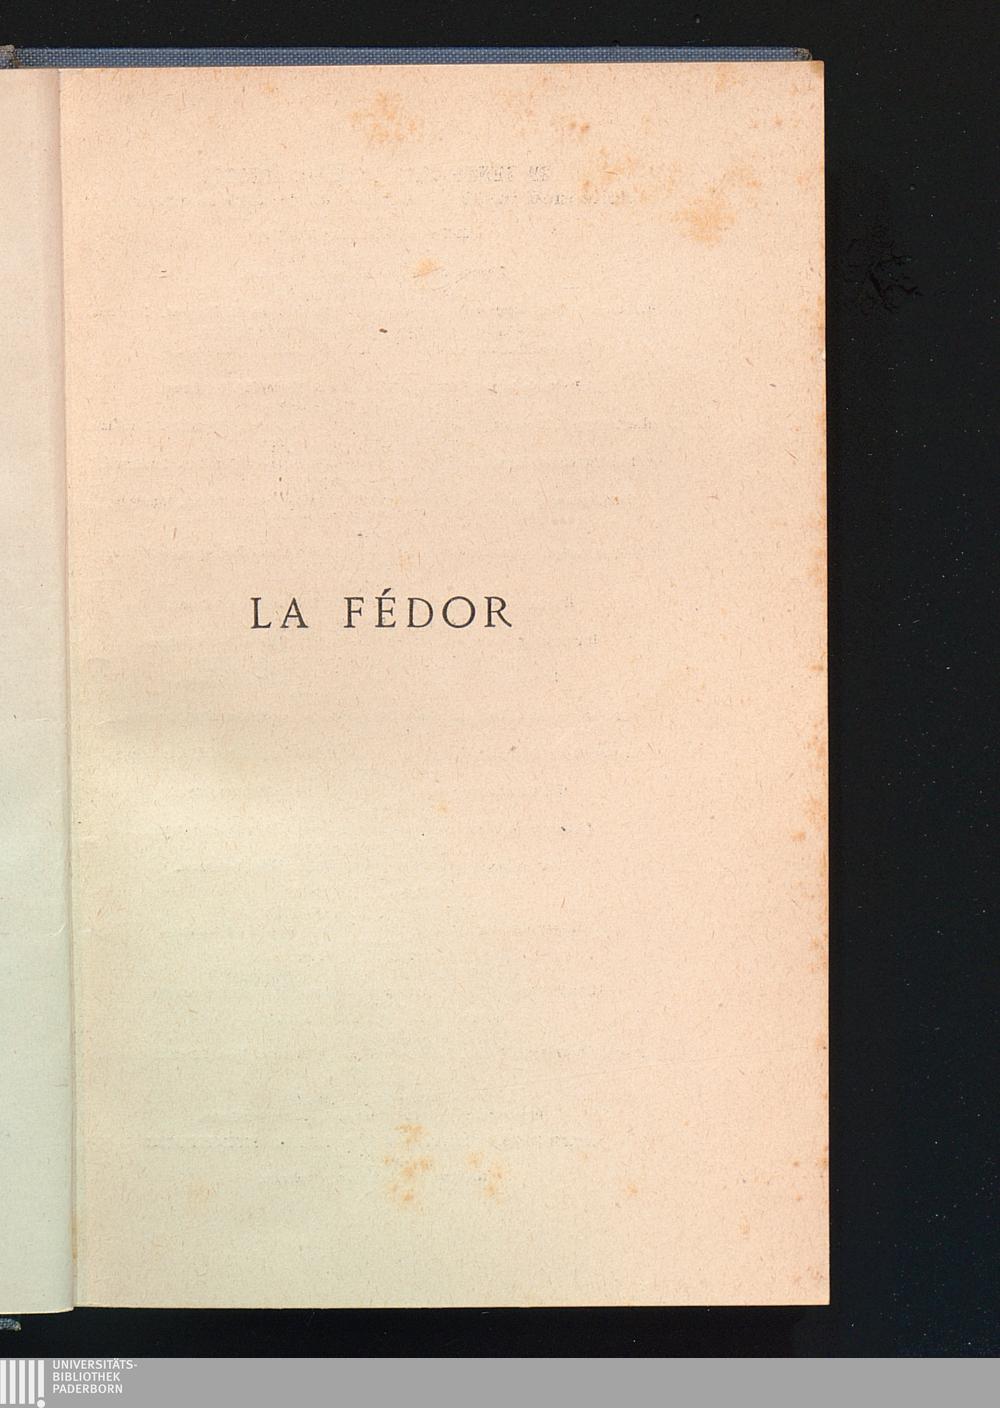 LA FÉDOR
UNIVERSITÄTS-
BIBLIOTHEK
PADERBORN